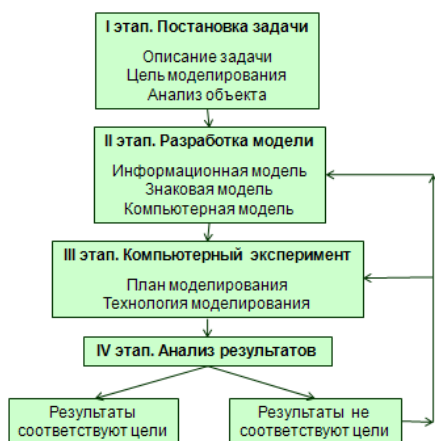 I этап. Постановка задачи
Описание задачи
Цель моделирования
Анализ объекта
II этап. Разработка модели
Информационная модель
Знаковая модель
Компьютерная модель
III этап. Компьютерный эксперимент
План моделирования
Технология моделирования
IV этап. Анализ результатов
Результаты
соответствуют цели
Результаты не
соответствуют цели